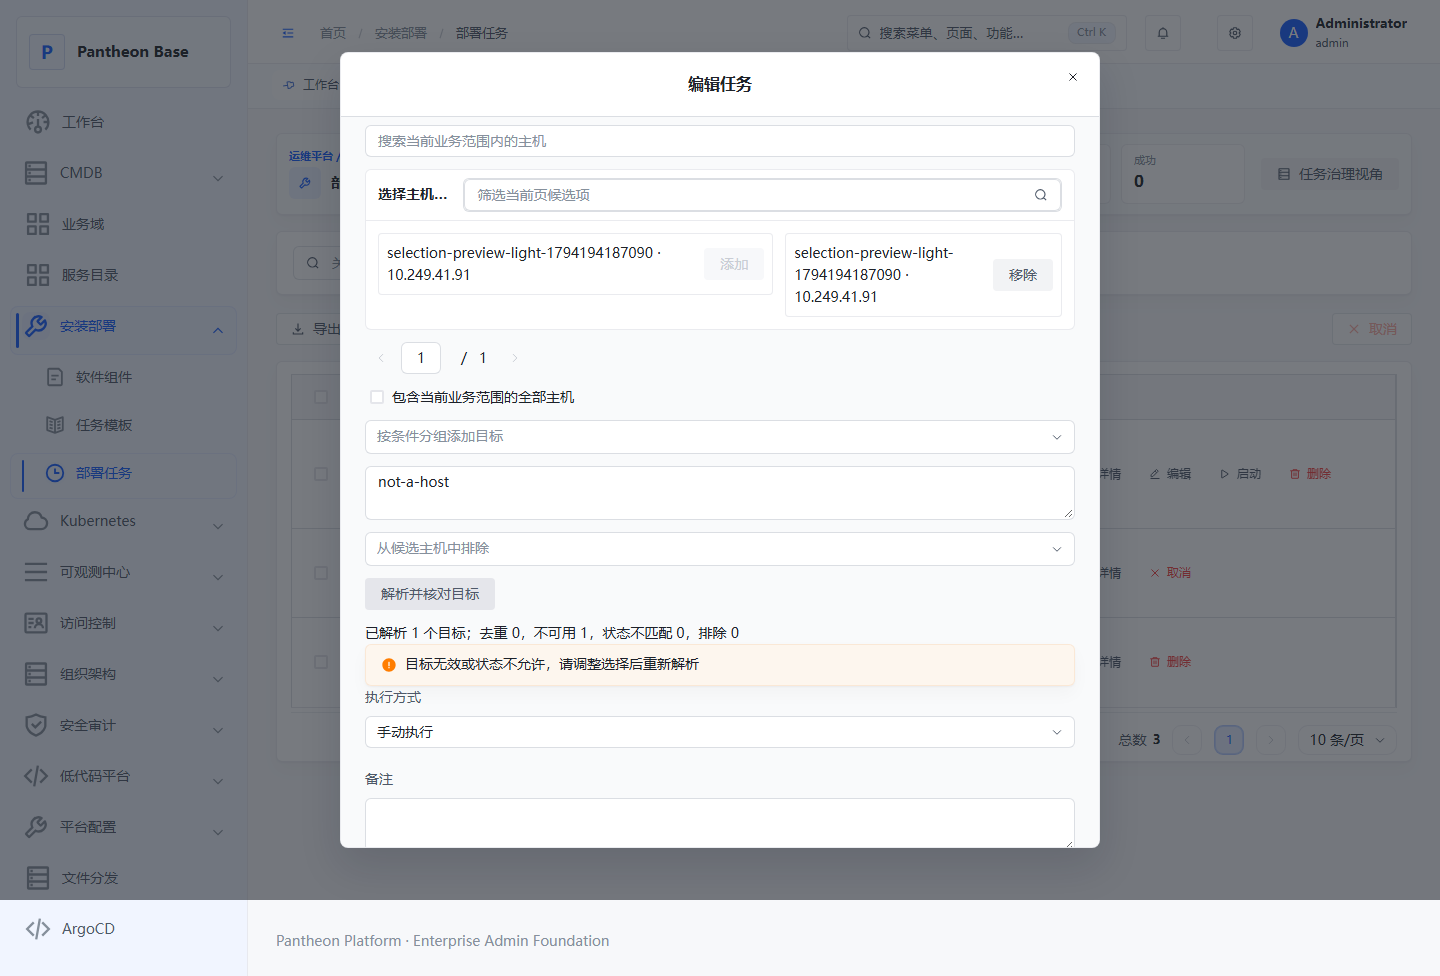 P
Pantheon Base
工作台
CMDB
业务域
服务目录
安装部署
软件组件
任务模板
部署任务
Kubernetes
可观测中心
访问控制
组织架构
安全审计
低代码平台
平台配置
文件分发
ArgoCD
首页 / 安装部署 / 部署任务
搜索菜单、页面、功能...
Ctrl K
A
Administrator
admin
工作台
运维平台 /
成功
0
任务治理视角
导出
取消
编辑任务
搜索当前业务范围内的主机
选择主机...
筛选当前页候选项
selection-preview-light-1794194187090 ·
10.249.41.91
添加
selection-preview-light-
1794194187090 ·
10.249.41.91
移除
1 / 1
包含当前业务范围的全部主机
按条件分组添加目标
not-a-host
从候选主机中排除
解析并核对目标
已解析 1 个目标；去重 0，不可用 1，状态不匹配 0，排除 0
目标无效或状态不允许，请调整选择后重新解析
执行方式
手动执行
备注
详情 编辑 启动 删除
详情 取消
详情 删除
总数 3
1
10 条/页
Pantheon Platform · Enterprise Admin Foundation